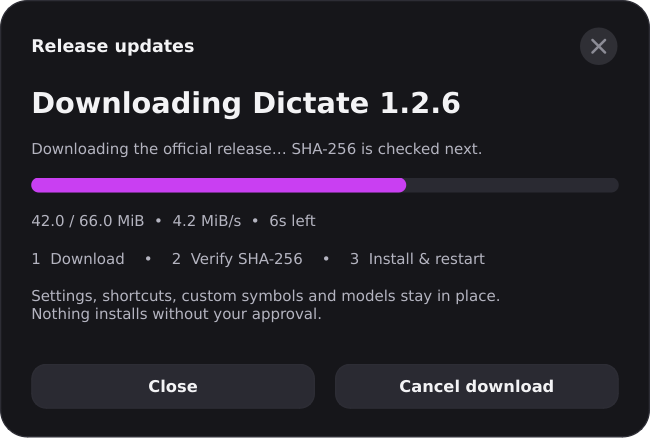 Release updates
Downloading Dictate 1.2.6
Downloading the official release... SHA-256 is checked next.
42.0 / 66.0 MiB • 4.2 MiB/s • 6s left
1 Download • 2 Verify SHA-256 • 3 Install & restart
Settings, shortcuts, custom symbols and models stay in place.
Nothing installs without your approval.
Close
Cancel download